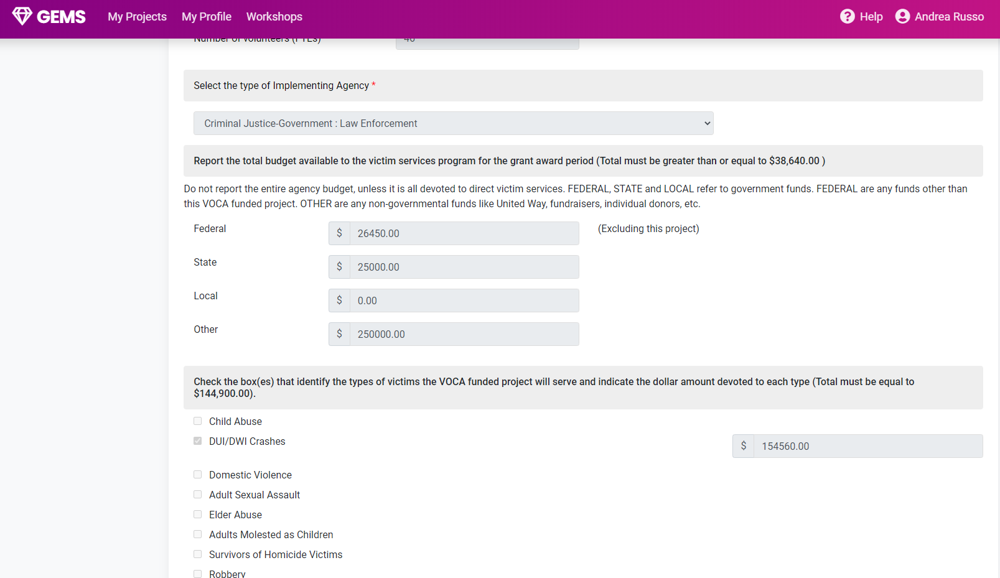 GEMS My Projects My Profile Workshops Help Andrea Russo
Number of volunteers (FTEs) 40
Select the type of Implementing Agency *
Criminal Justice-Government : Law Enforcement
Report the total budget available to the victim services program for the grant award period (Total must be greater than or equal to $38,640.00 )
Do not report the entire agency budget, unless it is all devoted to direct victim services. FEDERAL, STATE and LOCAL refer to government funds. FEDERAL are any funds other than
this VOCA funded project. OTHER are any non-governmental funds like United Way, fundraisers, individual donors, etc.
Federal $ 26450.00 (Excluding this project)
State $ 25000.00
Local $ 0.00
Other $ 250000.00
Check the box(es) that identify the types of victims the VOCA funded project will serve and indicate the dollar amount devoted to each type (Total must be equal to
$144,900.00).
Child Abuse
DUI/DWI Crashes $ 154560.00
Domestic Violence
Adult Sexual Assault
Elder Abuse
Adults Molested as Children
Survivors of Homicide Victims
Robbery